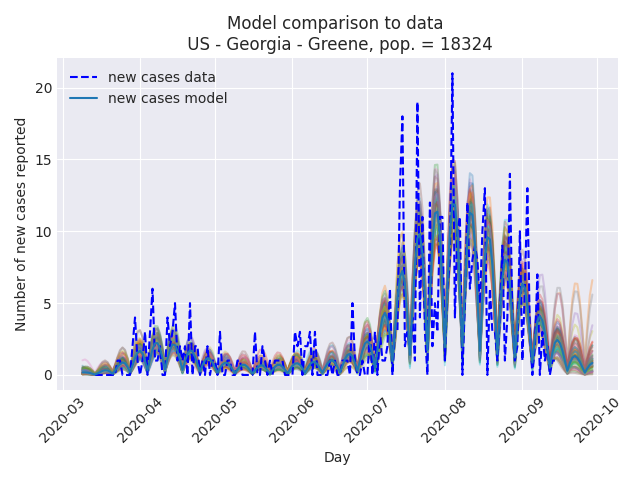 Model comparison to data
US - Georgia - Greene, pop. = 18324
new cases data
new cases model
Number of new cases reported
20
15
10
5
0
2020-03
2020-04
2020-05
2020-06
2020-07
2020-08
2020-09
2020-10
Day